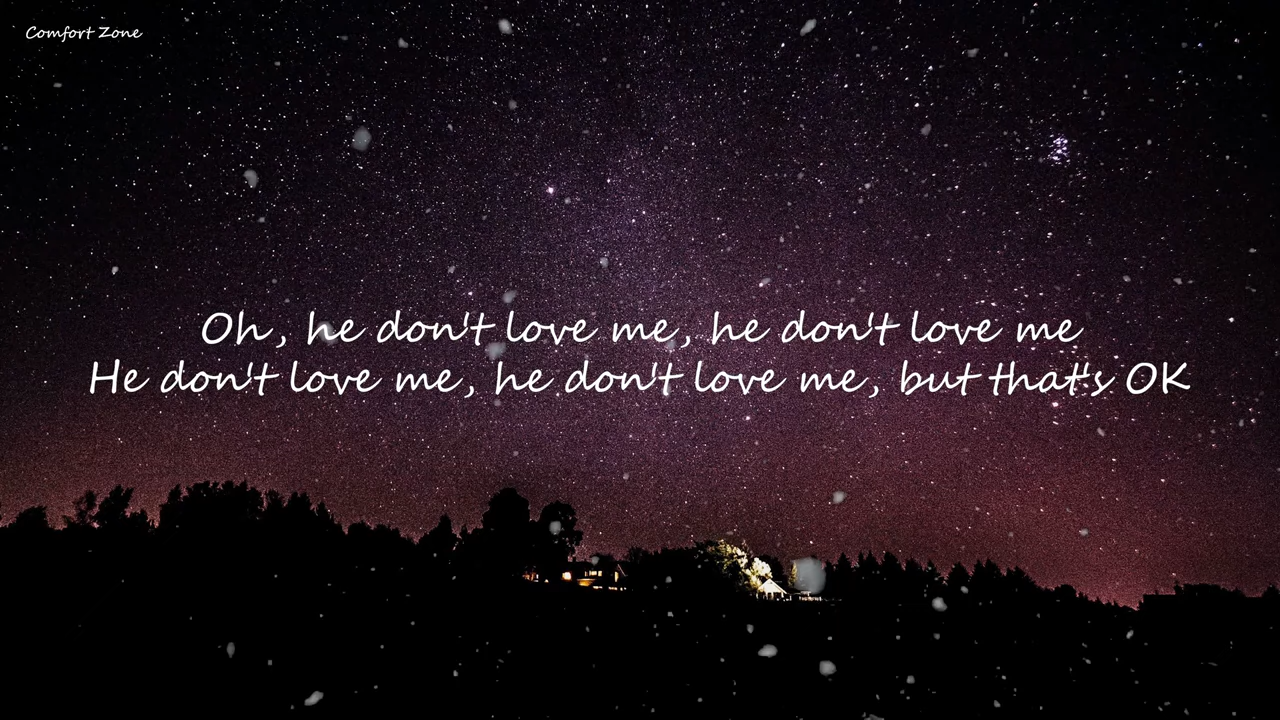 Comfort Zone
Oh, he don't love me, he don't love me
He don't love me, he don't love me, but that's OK